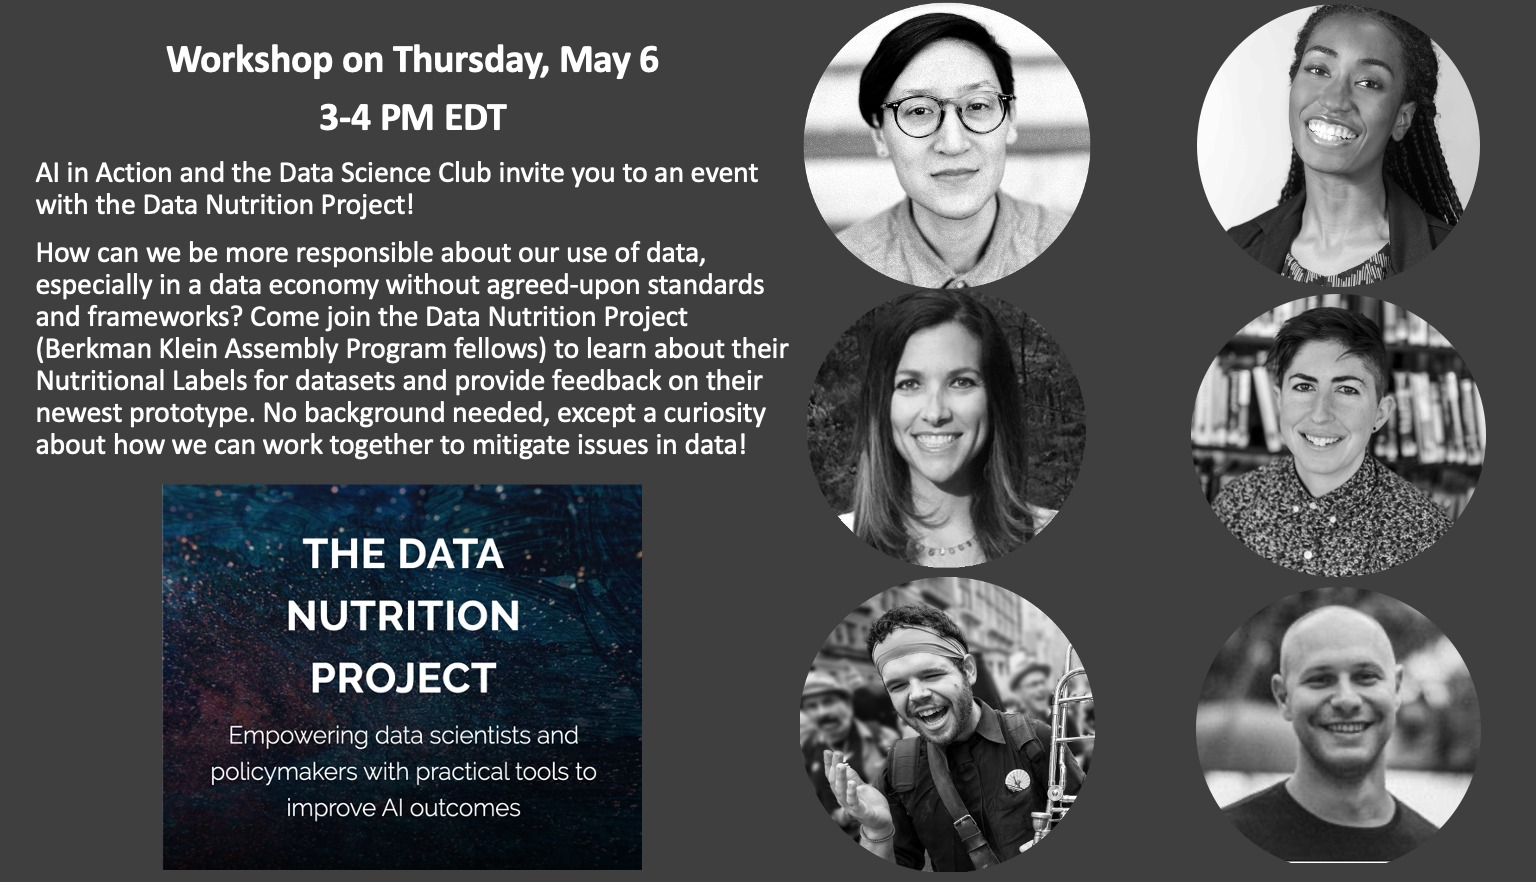 Workshop on Thursday, May 6
3-4 PM EDT
AI in Action and the Data Science Club invite you to an event
with the Data Nutrition Project!
How can we be more responsible about our use of data,
especially in a data economy without agreed-upon standards
and frameworks? Come join the Data Nutrition Project
(Berkman Klein Assembly Program fellows) to learn about their
Nutritional Labels for datasets and provide feedback on their
newest prototype. No background needed, except a curiosity
about how we can work together to mitigate issues in data!
THE DATA
NUTRITION
PROJECT
Empowering data scientists and
policymakers with practical tools to
improve AI outcomes